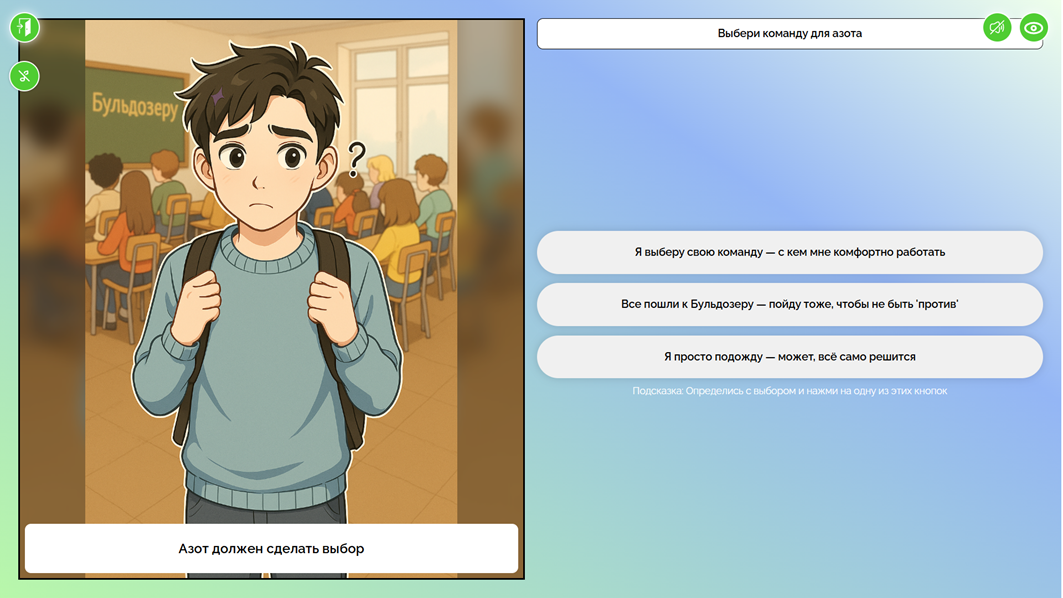 Бульдозеру
?
Азот должен сделать выбор
Выбери команду для азота
Я выберу свою команду — с кем мне комфортно работать
Все пошли к Бульдозеру — пойду тоже, чтобы не быть 'против'
Я просто подожду — может, всё само решится
Подсказка: Определись с выбором и нажми на одну из этих кнопок